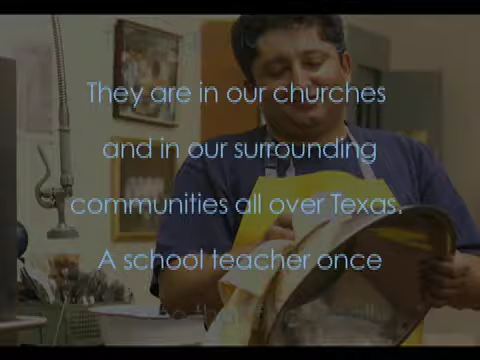 They are in our churches
and in our surrounding
communities all over Texas.
A school teacher once